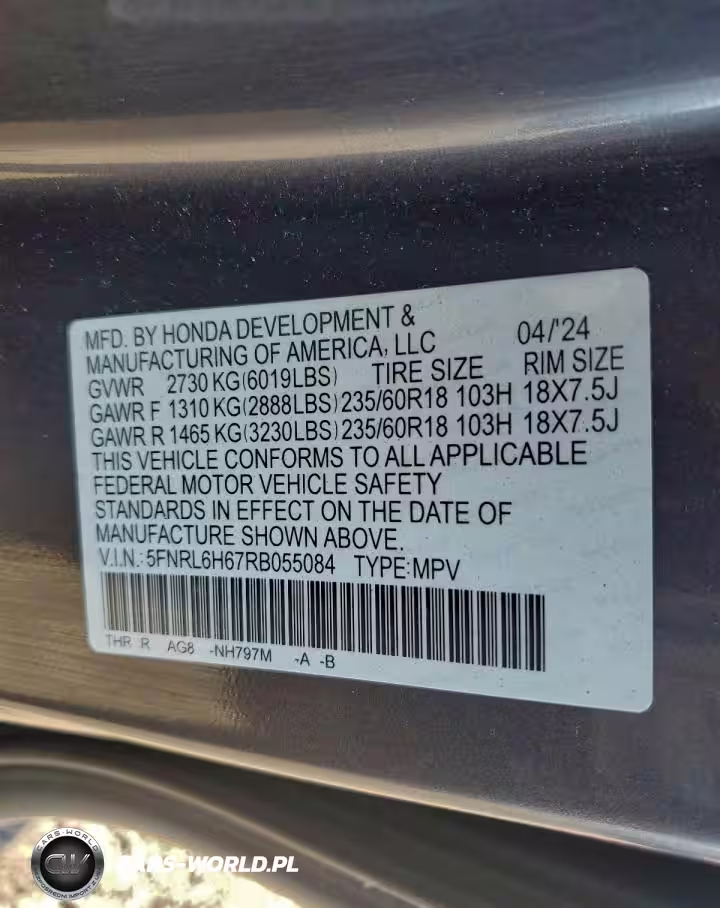 MFD. BY HONDA DEVELOPMENT &
MANUFACTURING OF AMERICA, LLC 04/'24
GVWR 2730 KG(6019LBS) TIRE SIZE RIM SIZE
GAWR F 1310 KG(2888LBS) 235/60R18 103H 18X7.5J
GAWR R 1465 KG(3230LBS) 235/60R18 103H 18X7.5J
THIS VEHICLE CONFORMS TO ALL APPLICABLE
FEDERAL MOTOR VEHICLE SAFETY
STANDARDS IN EFFECT ON THE DATE OF
MANUFACTURE SHOWN ABOVE.
V.I.N.: 5FNRL6H67RB055084 TYPE:MPV
THR :R AG8 -NH797M -A -B
CARS-WORLD
CW
CARS-WORLD.PL